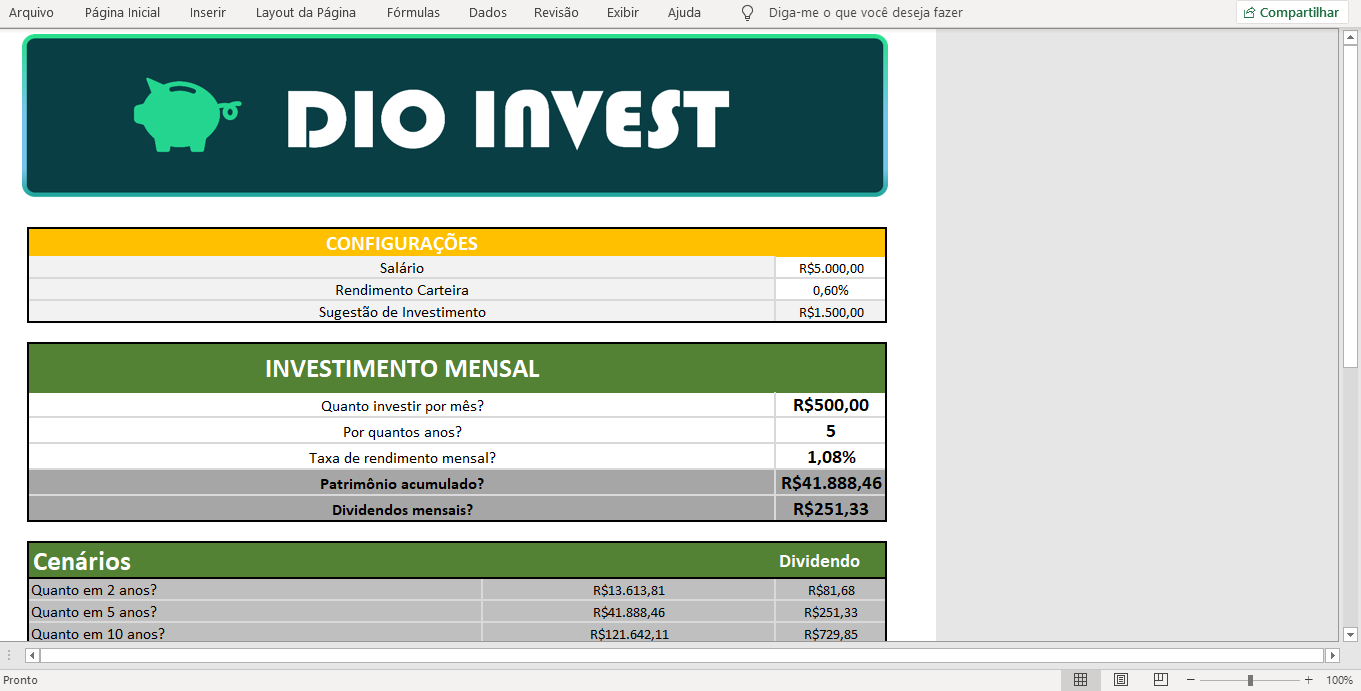 Arquivo Página Inicial Inserir Layout da Página Fórmulas Dados Revisão Exibir Ajuda Diga-me o que você deseja fazer Compartilhar
DIO INVEST
CONFIGURAÇÕES
Salário R$5.000,00
Rendimento Carteira 0,60%
Sugestão de Investimento R$1.500,00
INVESTIMENTO MENSAL
Quanto investir por mês? R$500,00
Por quantos anos? 5
Taxa de rendimento mensal? 1,08%
Patrimônio acumulado? R$41.888,46
Dividendos mensais? R$251,33
Cenários Dividendo
Quanto em 2 anos? R$13.613,81 R$81,68
Quanto em 5 anos? R$41.888,46 R$251,33
Quanto em 10 anos? R$121.642,11 R$729,85
Pronto 100%